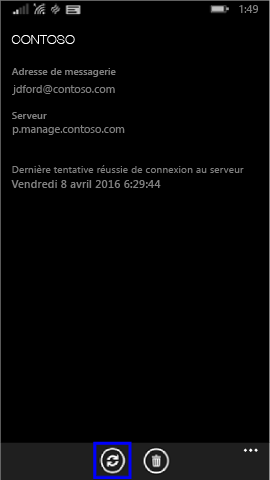 1:49
CONTOSO
Adresse de messagerie
jdford@contoso.com
Serveur
p.manage.contoso.com
Dernière tentative réussie de connexion au serveur
Vendredi 8 avril 2016 6:29:44